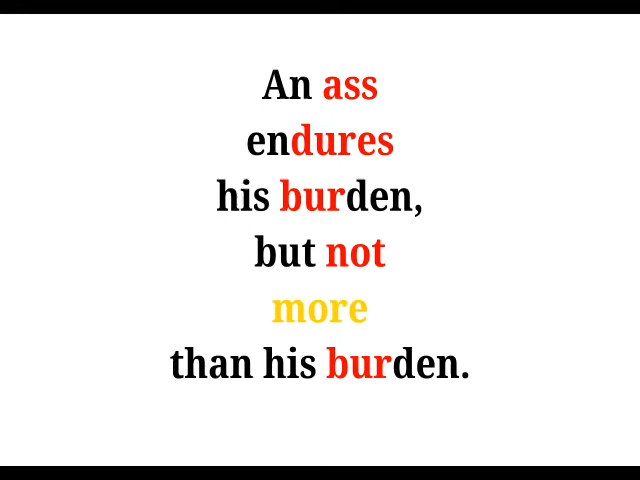 An ass
endures
his burden,
but not
more
than his burden.